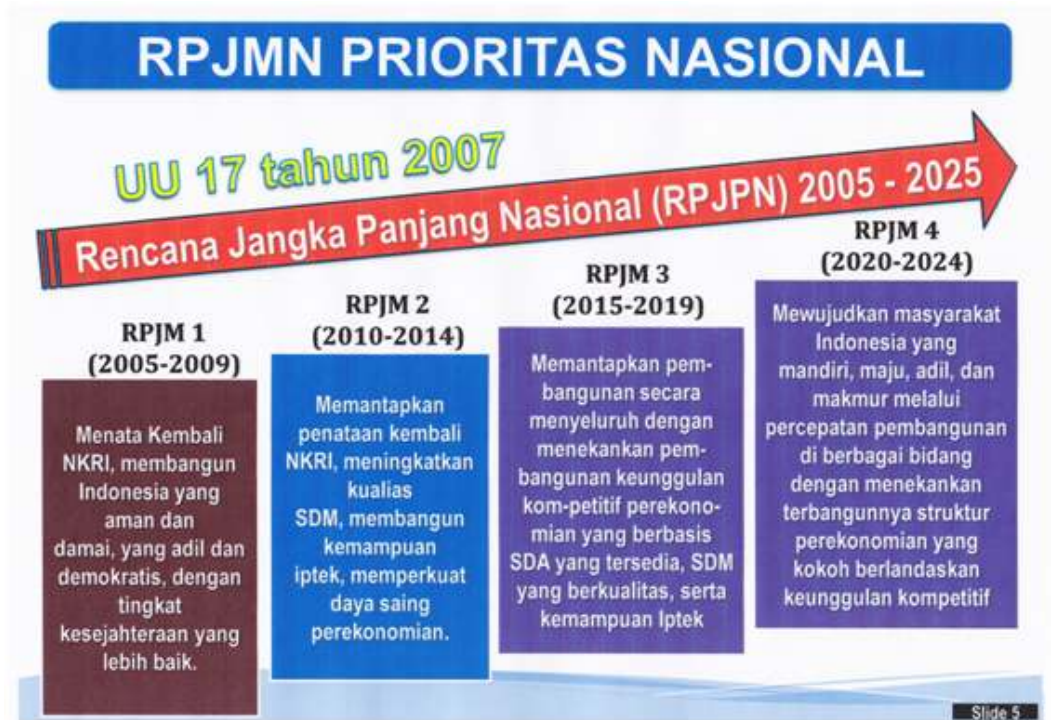 RPJMN PRIORITAS NASIONAL
UU 17 tahun 2007
Rencana Jangka Panjang Nasional (RPJPN) 2005 - 2025
RPJM 1
(2005-2009)
Menata Kembali
NKRI, membangun
Indonesia yang
aman dan
damai, yang adil dan
demokratis, dengan
tingkat
kesejahteraan yang
lebih baik.
RPJM 2
(2010-2014)
Memantapkan
penataan kembali
NKRI, meningkatkan
kualias
SDM, membangun
kemampuan
iptek, memperkuat
daya saing
perekonomian.
RPJM 3
(2015-2019)
Memantapkan pem-
bangunan secara
menyeluruh dengan
menekankan pem-
bangunan keunggulan
kom-petitif perekono-
mian yang berbasis
SDA yang tersedia, SDM
yang berkualitas, serta
kemampuan Iptek
RPJM 4
(2020-2024)
Mewujudkan masyarakat
Indonesia yang
mandiri, maju, adil, dan
makmur melalui
percepatan pembangunan
di berbagai bidang
dengan menekankan
terbangunnya struktur
perekonomian yang
kokoh berlandaskan
keunggulan kompetitif
Slide 5